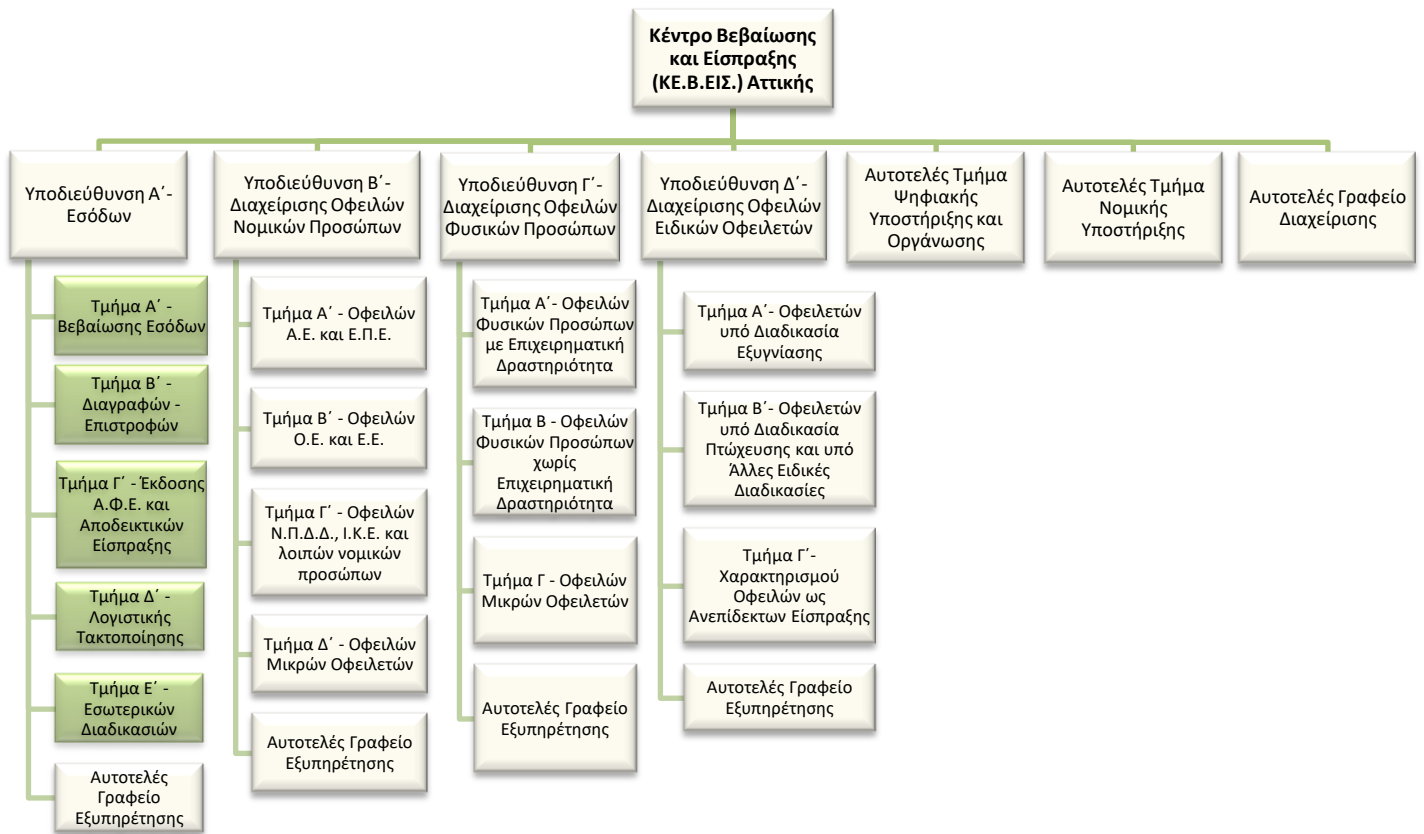 Κέντρο Βεβαίωσης
και Είσπραξης
(ΚΕ.Β.ΕΙΣ.) Αττικής
Υποδιεύθυνση Α΄-
Εσόδων
Τμήμα Α΄ -
Βεβαίωσης Εσόδων
Τμήμα Β΄ -
Διαγραφών -
Επιστροφών
Τμήμα Γ΄ - Έκδοσης
Α.Φ.Ε. και
Αποδεικτικών
Είσπραξης
Τμήμα Δ΄ -
Λογιστικής
Τακτοποίησης
Τμήμα Ε΄ -
Εσωτερικών
Διαδικασιών
Αυτοτελές
Γραφείο
Εξυπηρέτησης
Υποδιεύθυνση Β΄-
Διαχείρισης Οφειλών
Νομικών Προσώπων
Τμήμα Α΄ - Οφειλών
Α.Ε. και Ε.Π.Ε.
Τμήμα Β΄ - Οφειλών
Ο.Ε. και Ε.Ε.
Τμήμα Γ΄ - Οφειλών
Ν.Π.Δ.Δ., Ι.Κ.Ε. και
λοιπών νομικών
προσώπων
Τμήμα Δ΄ - Οφειλών
Μικρών Οφειλετών
Αυτοτελές Γραφείο
Εξυπηρέτησης
Υποδιεύθυνση Γ΄-
Διαχείρισης Οφειλών
Φυσικών Προσώπων
Τμήμα Α΄- Οφειλών
Φυσικών Προσώπων
με Επιχειρηματική
Δραστηριότητα
Τμήμα Β - Οφειλών
Φυσικών Προσώπων
χωρίς
Επιχειρηματική
Δραστηριότητα
Τμήμα Γ - Οφειλών
Μικρών Οφειλετών
Αυτοτελές Γραφείο
Εξυπηρέτησης
Υποδιεύθυνση Δ΄-
Διαχείρισης Οφειλών
Ειδικών Οφειλετών
Τμήμα Α΄- Οφειλετών
υπό Διαδικασία
Εξυγνίασης
Τμήμα Β΄- Οφειλετών
υπό Διαδικασία
Πτώχευσης και υπό
Άλλες Ειδικές
Διαδικασίες
Τμήμα Γ΄-
Χαρακτηρισμού
Οφειλών ως
Ανεπίδεκτων Είσπραξης
Αυτοτελές Γραφείο
Εξυπηρέτησης
Αυτοτελές Τμήμα
Ψηφιακής
Υποστήριξης και
Οργάνωσης
Αυτοτελές Τμήμα
Νομικής
Υποστήριξης
Αυτοτελές Γραφείο
Διαχείρισης